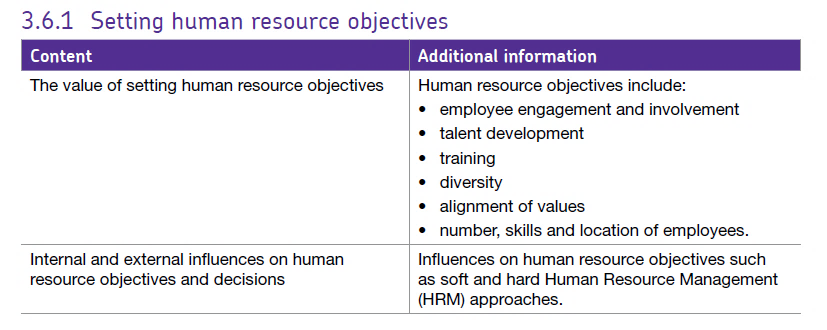 3.6.1 Setting human resource objectives
Content
Additional information
The value of setting human resource objectives
Human resource objectives include:
• employee engagement and involvement
• talent development
• training
• diversity
• alignment of values
• number, skills and location of employees.
Internal and external influences on human
resource objectives and decisions
Influences on human resource objectives such
as soft and hard Human Resource Management
(HRM) approaches.